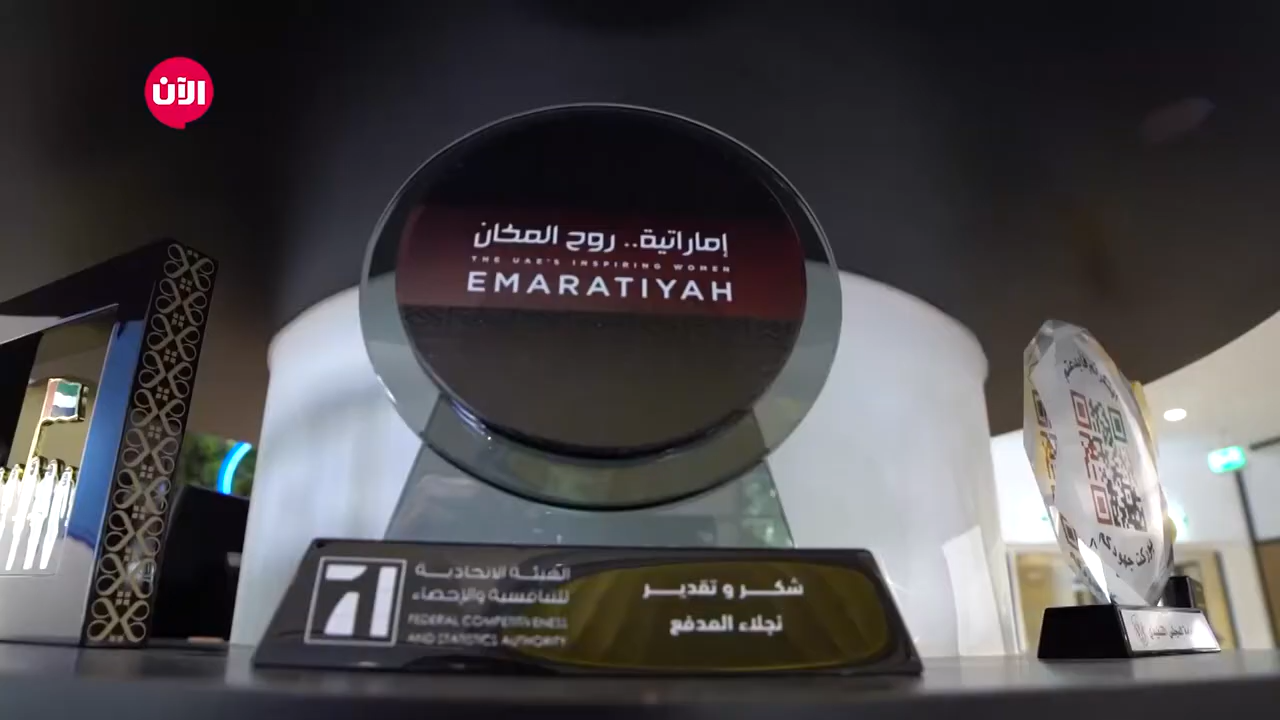 الآن
إماراتية.. روح المكان
THE UAE'S INSPIRING WOMEN
EMARATIYAH
الهيئة الاتحادية
للتنافسية والإحصاء
FEDERAL COMPETITIVENESS
AND STATISTICS AUTHORITY
شكر و تقدير
نجلاء المدفع